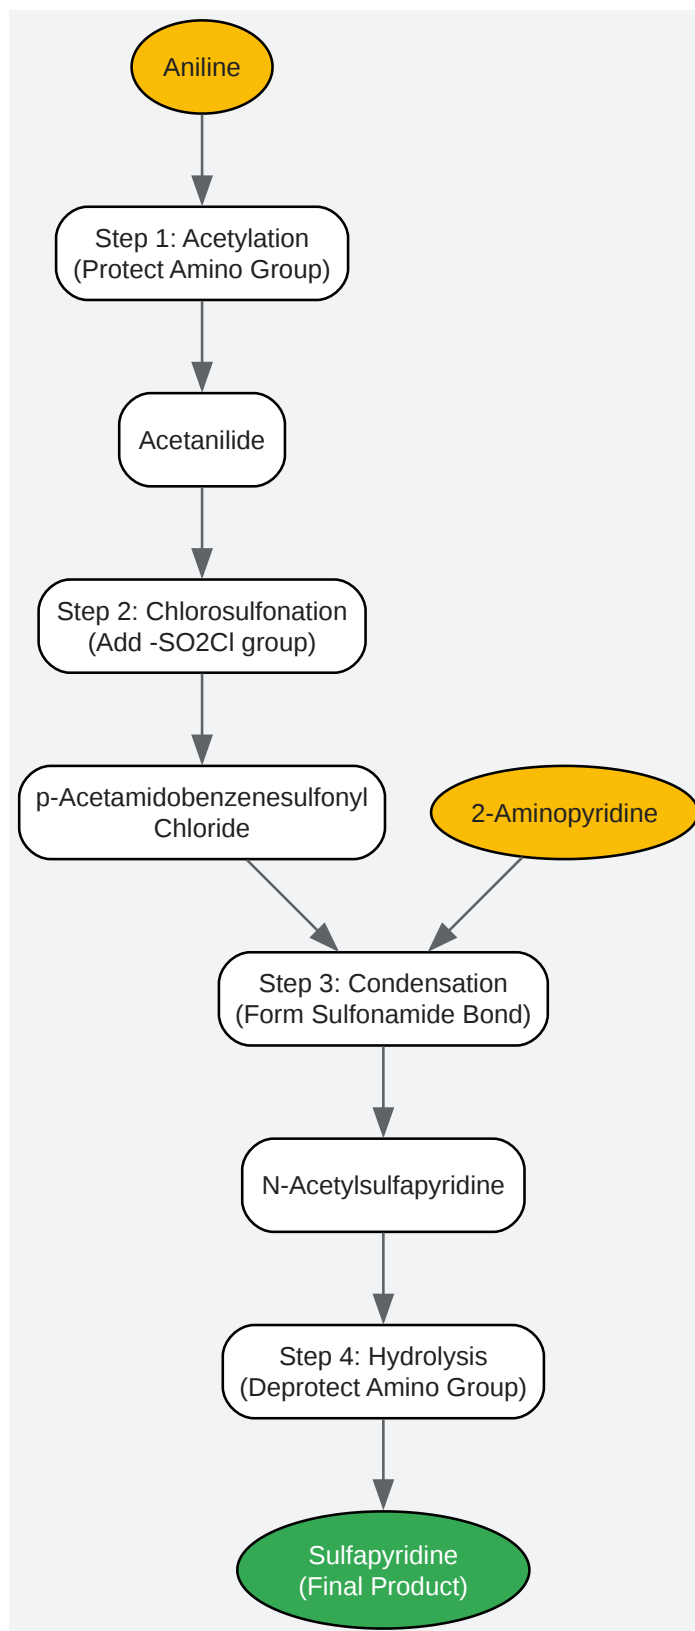 Aniline
Step 1: Acetylation
(Protect Amino Group)
Acetanilide
Step 2: Chlorosulfonation
(Add -SO2Cl group)
p-Acetamidobenzenesulfonyl
Chloride
2-Aminopyridine
Step 3: Condensation
(Form Sulfonamide Bond)
N-Acetylsulfapyridine
Step 4: Hydrolysis
(Deprotect Amino Group)
Sulfapyridine
(Final Product)